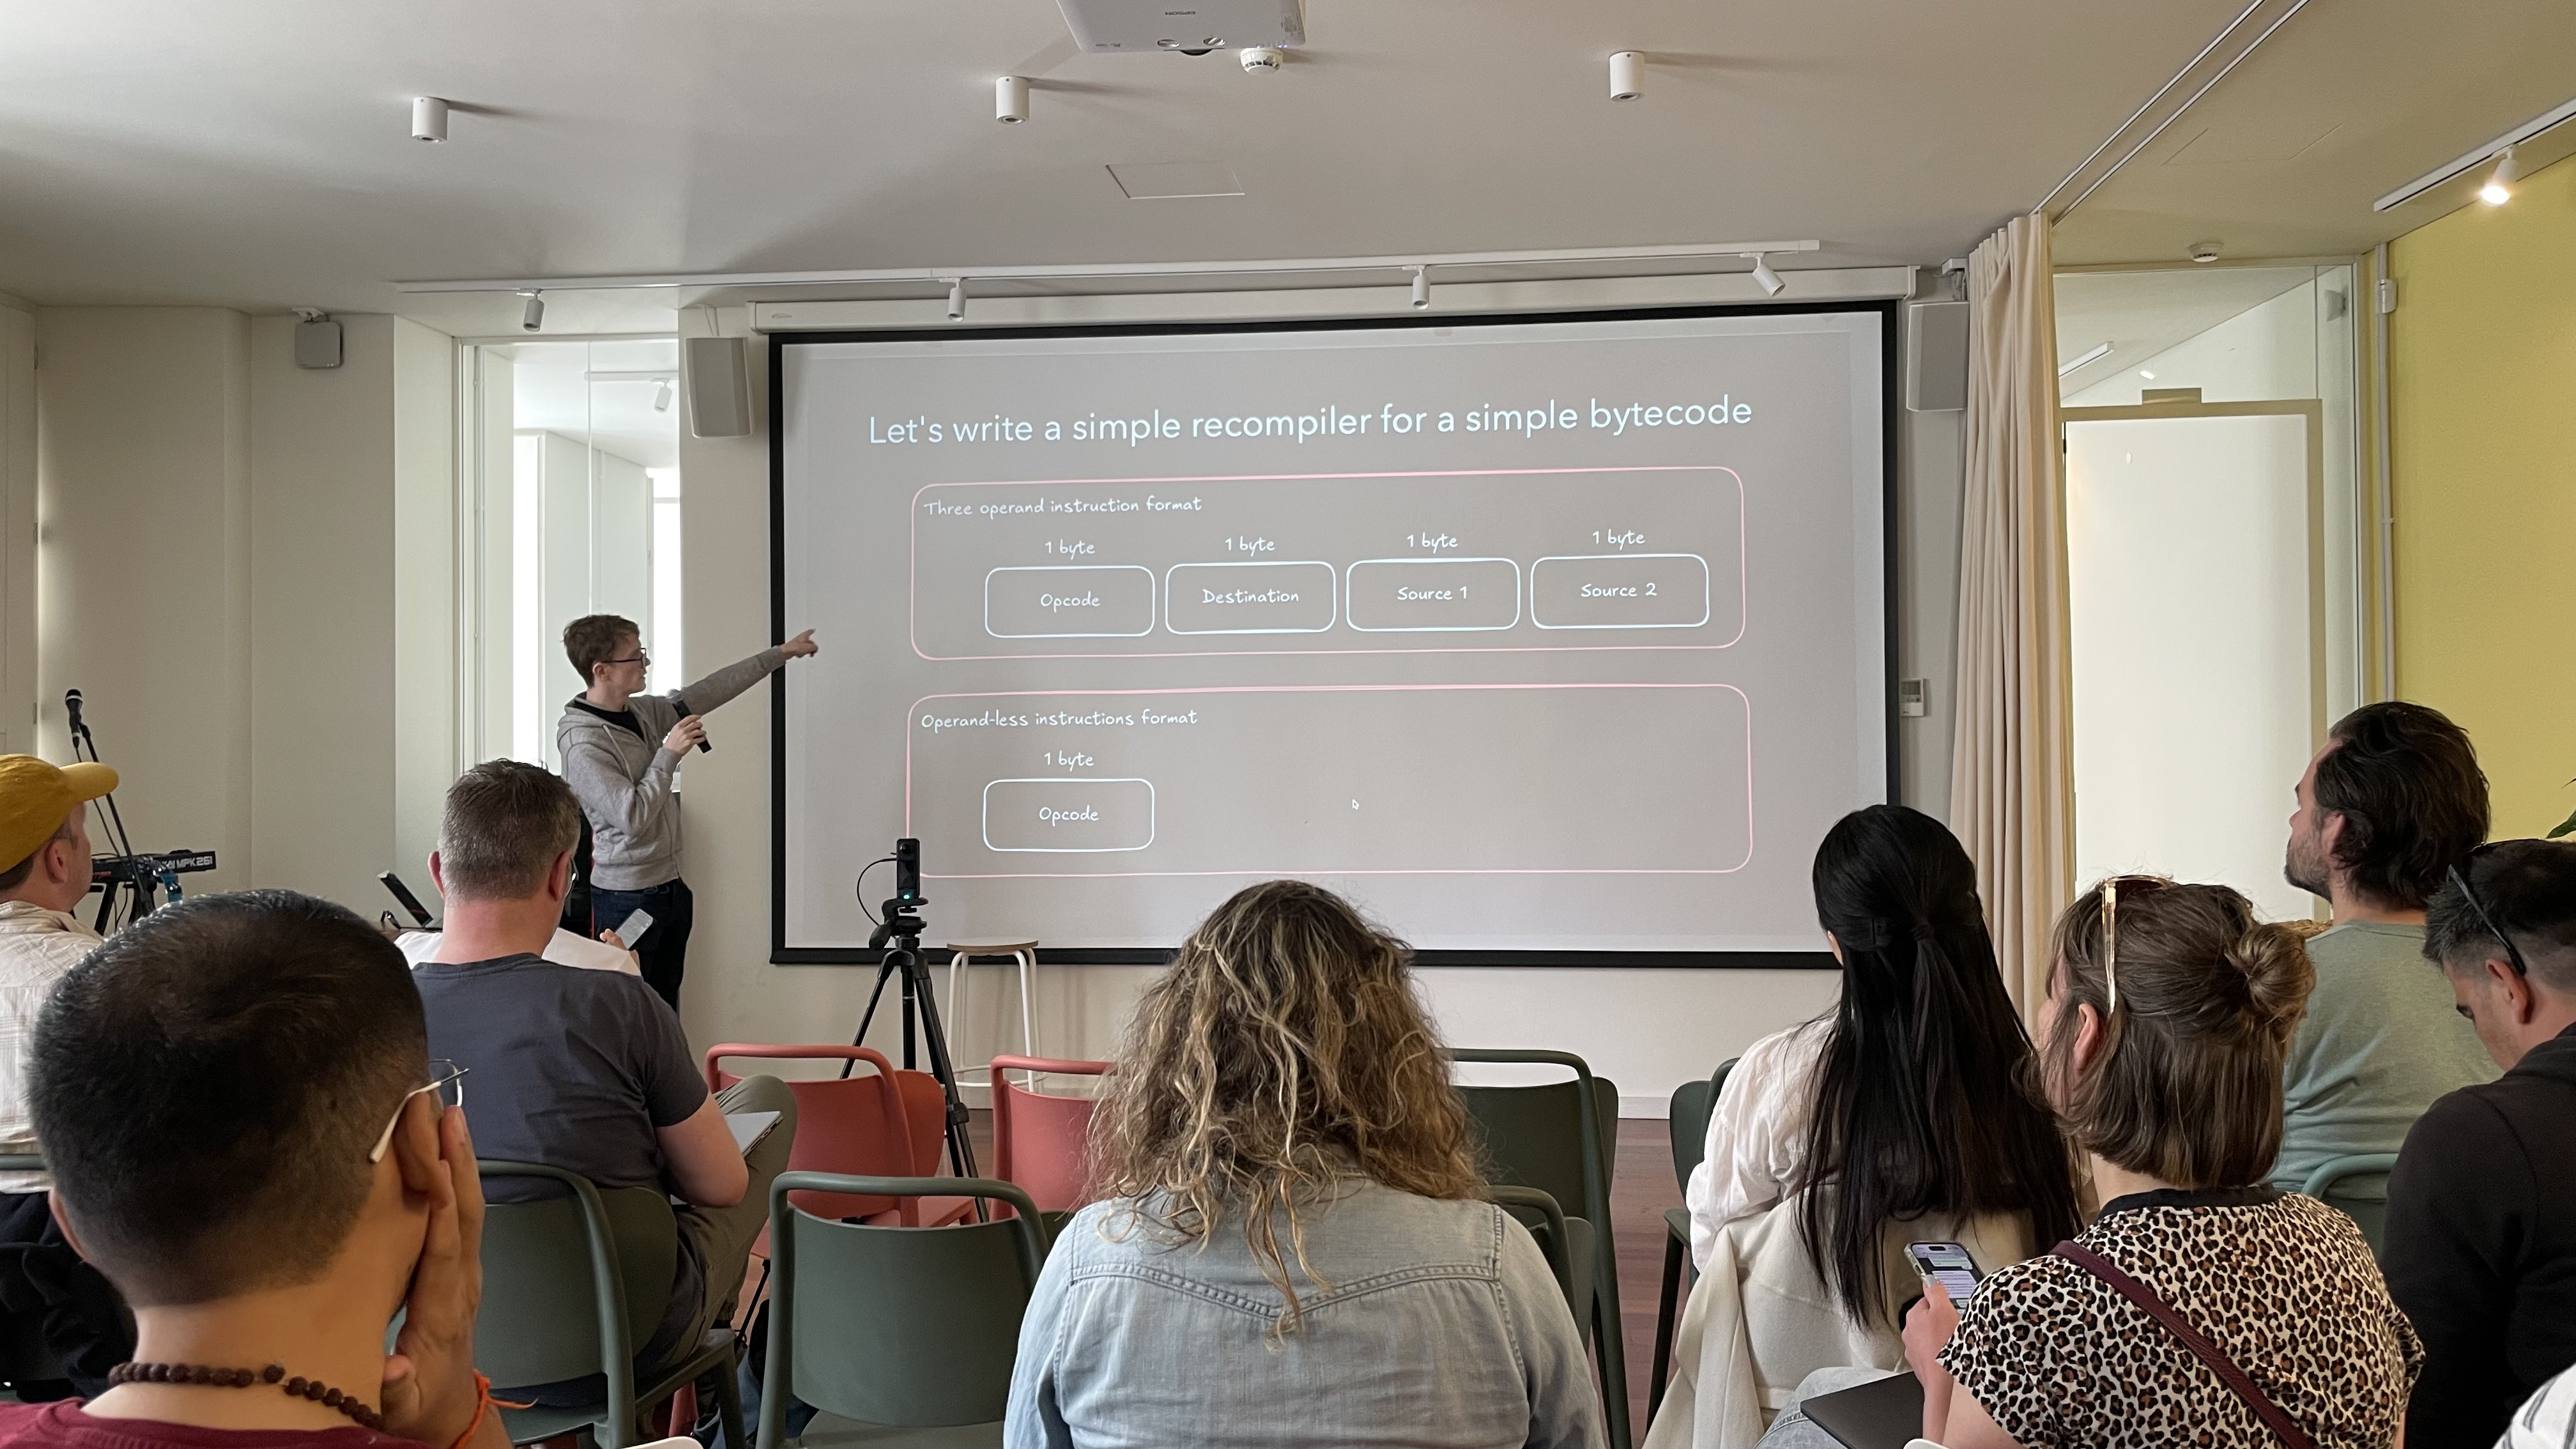 EPSON
Let's write a simple recompiler for a simple bytecode
Three operand instruction format
1 byte
1 byte
1 byte
1 byte
Opcode
Destination
Source 1
Source 2
Operand-less instructions format
1 byte
Opcode
MPK261